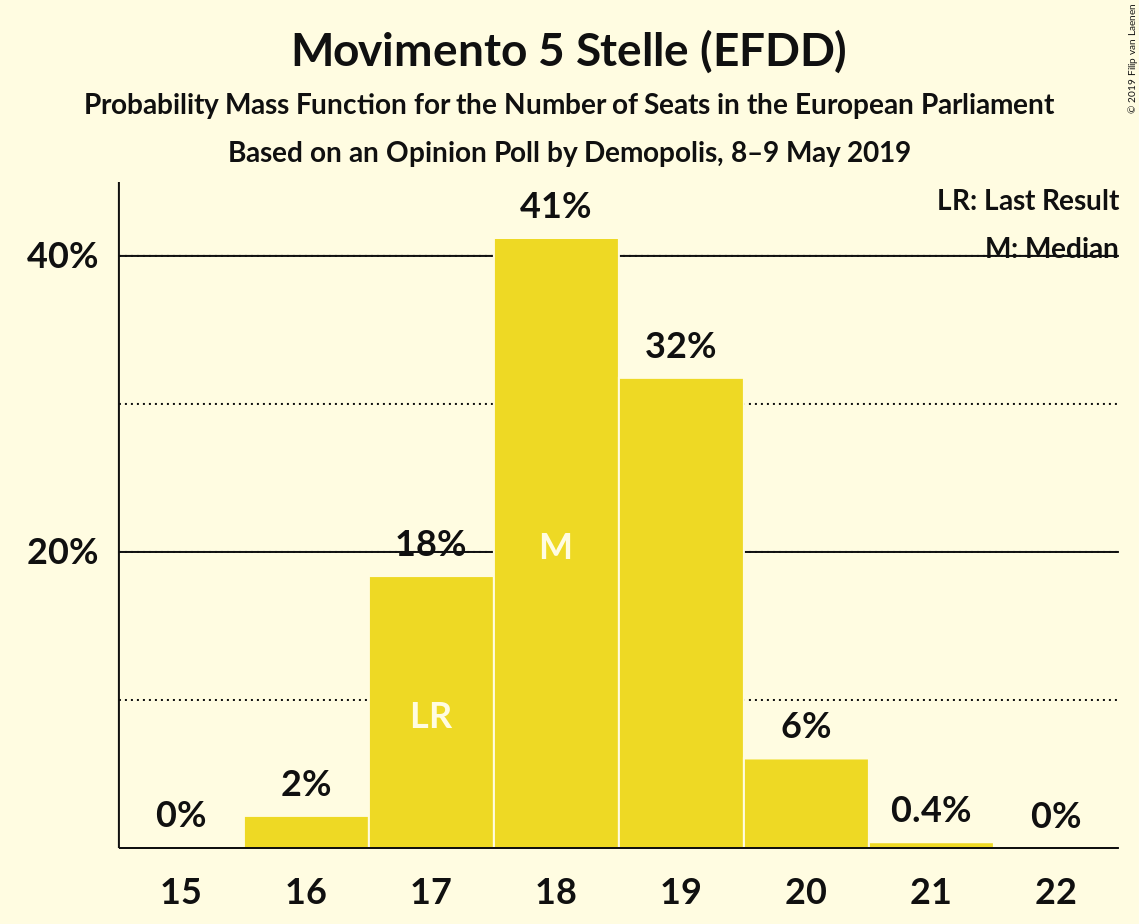 Movimento 5 Stelle (EFDD)
Probability Mass Function for the Number of Seats in the European Parliament
Based on an Opinion Poll by Demopolis, 8–9 May 2019
© 2019 Filip van Laenen
LR: Last Result
M: Median
40%
20%
0%
2%
18%
41%
32%
6%
0.4%
0%
LR
M
15 16 17 18 19 20 21 22